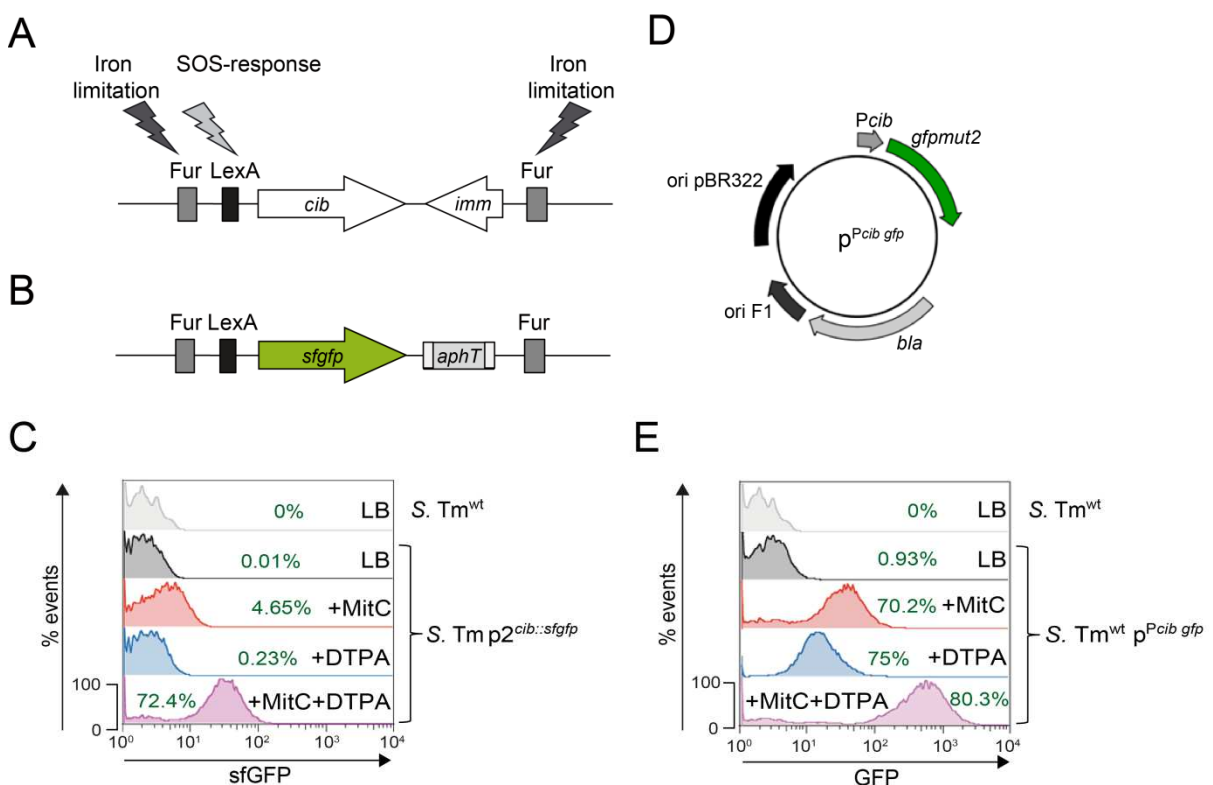 A
Iron
limitation
SOS-response
Iron
limitation
Fur LexA
Fur
cib
imm
B
Fur LexA
Fur
sfgfp
aphT
C
% events
0% LB
S. Tmwt
0.01% LB
4.65% +MitC
0.23% +DTPA
100
72.4% +MitC+DTPA
0
S. Tm p2cib::sfgfp
10⁰ 10¹ 10² 10³ 10⁴
sfGFP
D
Pcib
gfpmut2
ori pBR322
pPcib gfp
ori F1
bla
E
% events
0% LB
S. Tmwt
0.93% LB
70.2% +MitC
75% +DTPA
100
+MitC+DTPA 80.3%
0
S. Tmwt pPcib gfp
10⁰ 10¹ 10² 10³ 10⁴
GFP